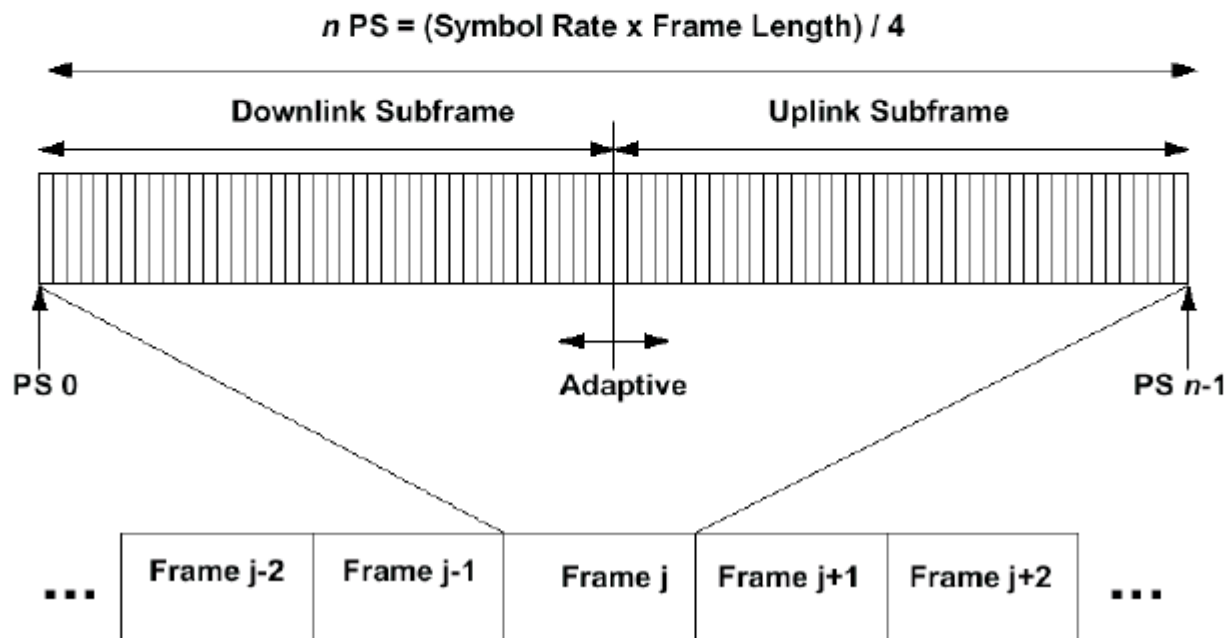 n PS = (Symbol Rate x Frame Length) / 4
Downlink Subframe
Uplink Subframe
PS 0
Adaptive
PS n-1
... Frame j-2 Frame j-1 Frame j Frame j+1 Frame j+2 ...